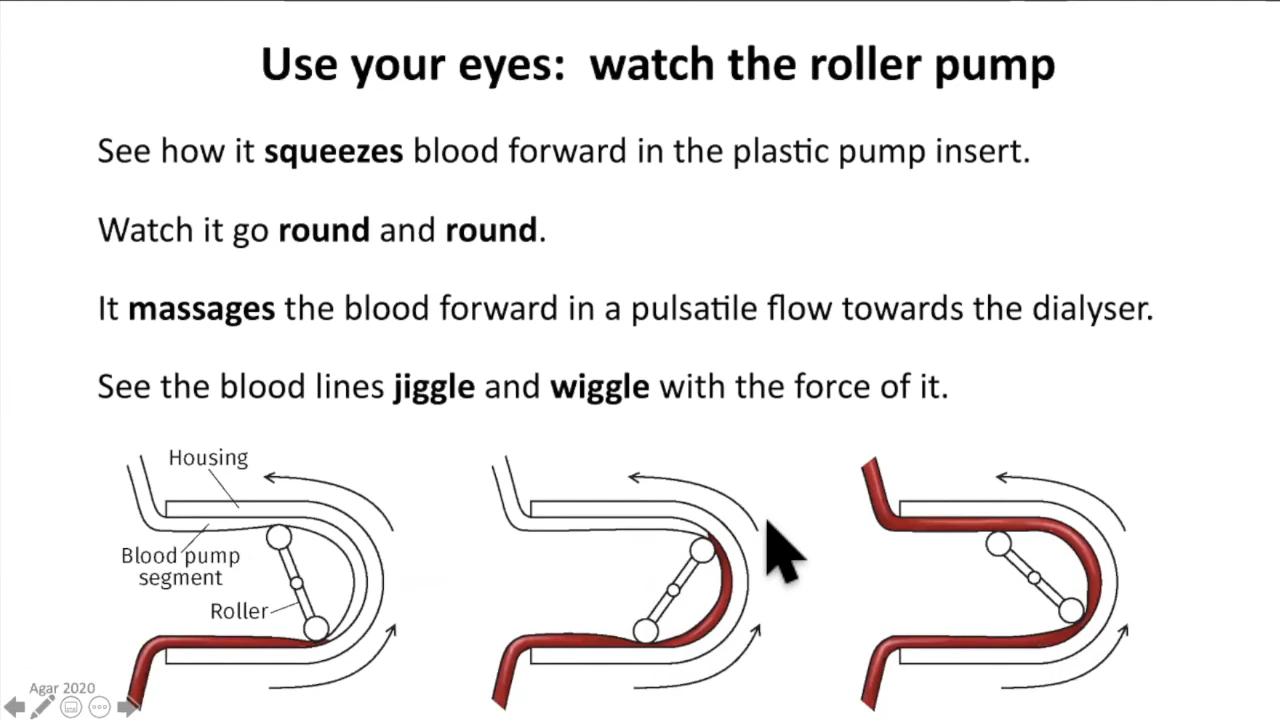 Use your eyes:  watch the roller pump
See how it squeezes blood forward in the plastic pump insert.
Watch it go round and round.
It massages the blood forward in a pulsatile flow towards the dialyser.
See the blood lines jiggle and wiggle with the force of it.
Housing
Blood pump
segment
Roller
Agar 2020